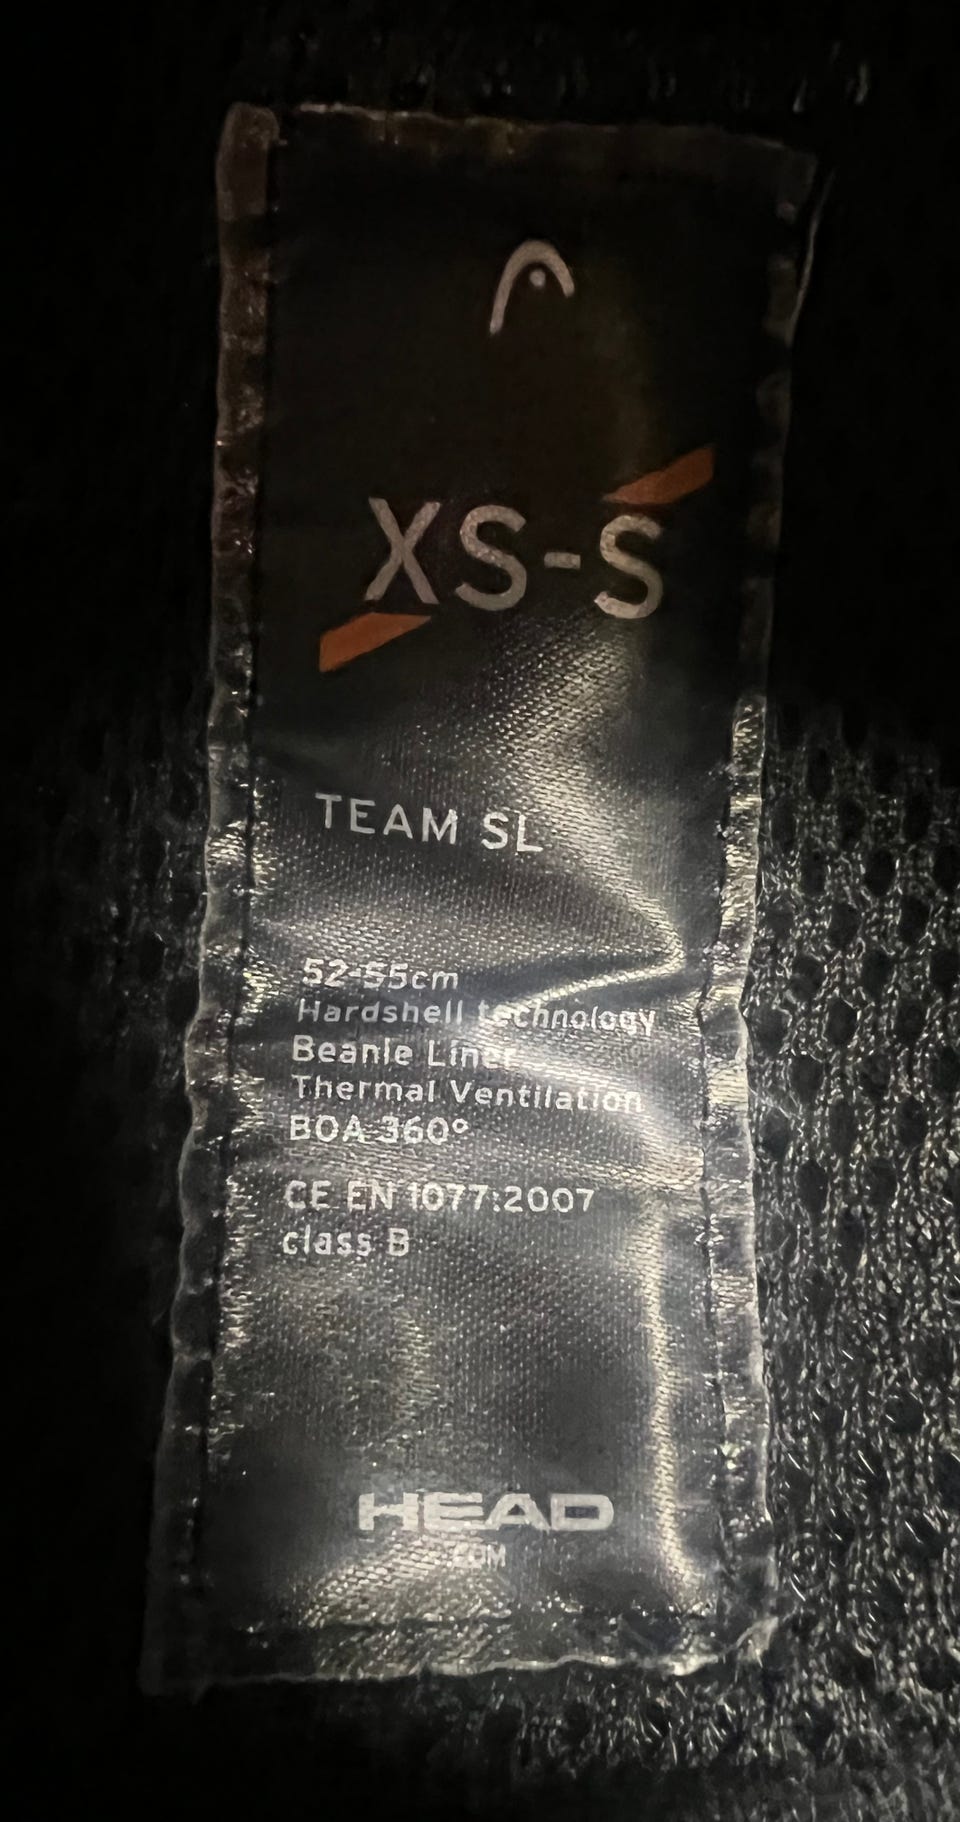 XS-S
TEAM SL
52-55cm
Hardshell technology
Beanie Liner
Thermal Ventilation
BOA 360°
CE EN 1077:2007
class B
HEAD
.COM